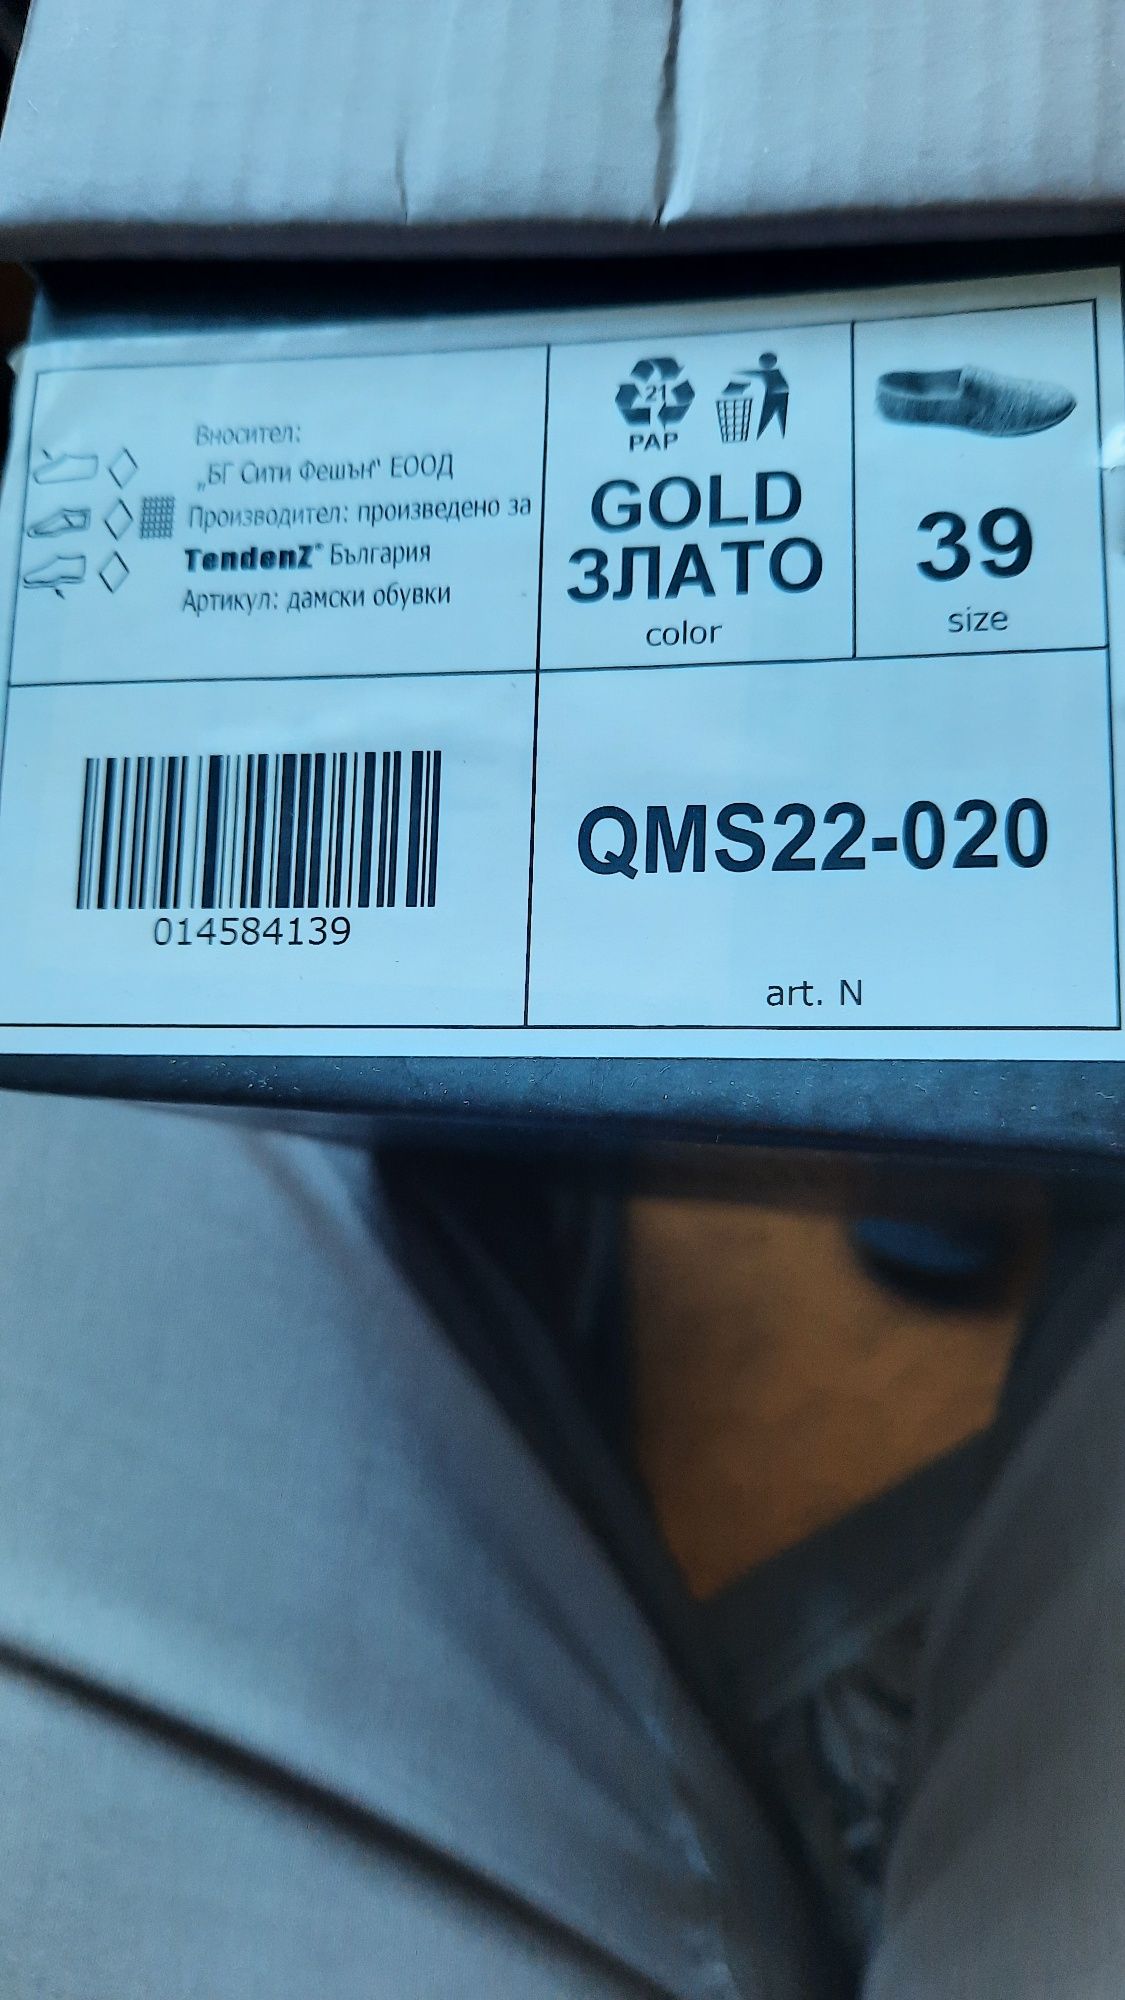 Вносител:
„БГ Сити Фешън" ЕООД
Производител: произведено за
TendenZ® България
Артикул: дамски обувки
21
PAP
GOLD
ЗЛАТО
color
39
size
014584139
QMS22-020
art. N